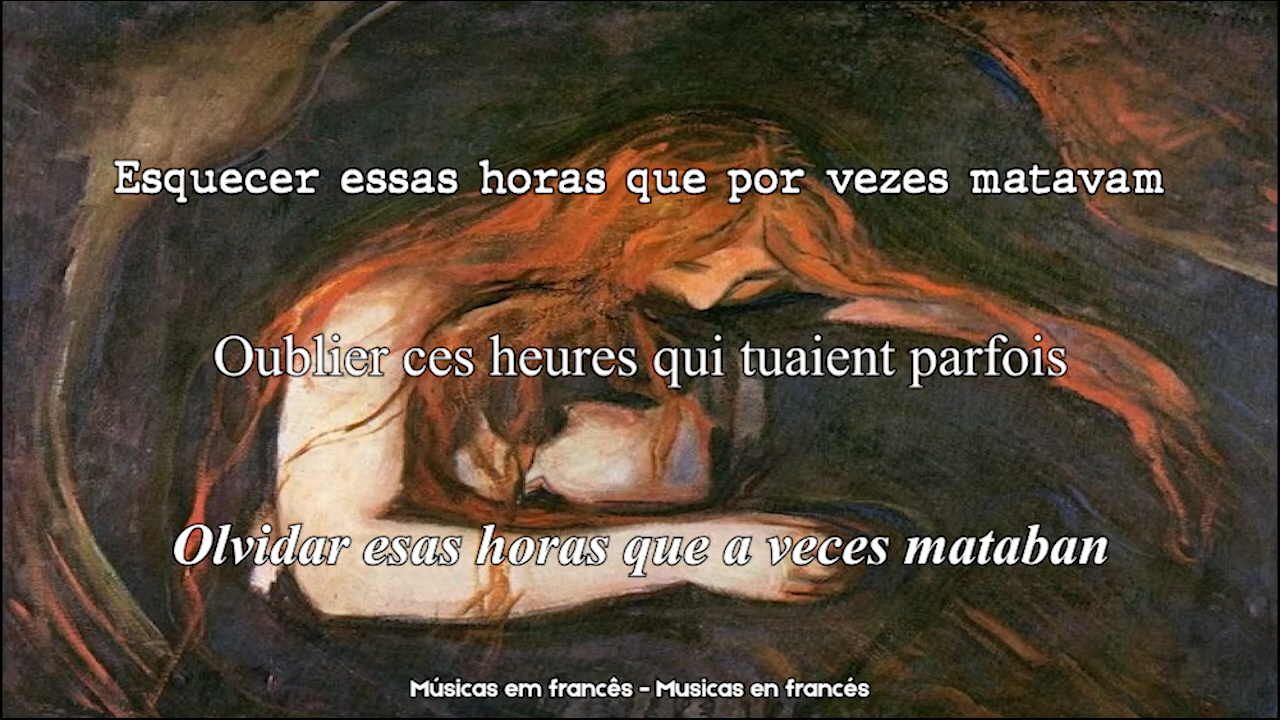 Esquecer essas horas que por vezes matavam
Oublier ces heures qui tuaient parfois
Olvidar esas horas que a veces mataban
Músicas em francês - Musicas en francés